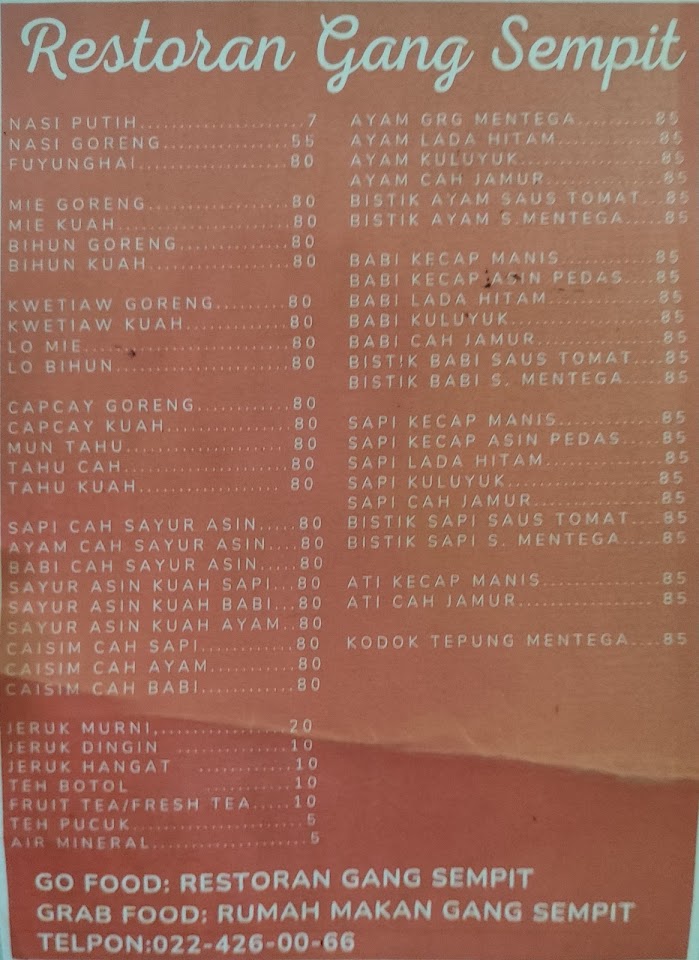 Restoran Gang Sempit
NASI PUTIH..................7
NASI GORENG...............55
FUYUNGHAI..................80
MIE GORENG................80
MIE KUAH....................80
BIHUN GORENG.............80
BIHUN KUAH................80
KWETIAW GORENG.........80
KWETIAW KUAH.............80
LO MIE.......................80
LO BIHUN....................80
CAPCAY GORENG............80
CAPCAY KUAH...............80
MUN TAHU...................80
TAHU CAH....................80
TAHU KUAH..................80
SAPI CAH SAYUR ASIN.....80
AYAM CAH SAYUR ASIN....80
BABI CAH SAYUR ASIN.....80
SAYUR ASIN KUAH SAPI...80
SAYUR ASIN KUAH BABI...80
SAYUR ASIN KUAH AYAM..80
CAISIM CAH SAPI............80
CAISIM CAH AYAM...........80
CAISIM CAH BABI............80
JERUK MURNI.................20
JERUK DINGIN ..............10
JERUK HANGAT ............10
TEH BOTOL ............10
FRUIT TEA/FRESH TEA.....10
TEH PUCUK...................5
AIR MINERAL..................5
AYAM GRG MENTEGA..........85
AYAM LADA HITAM.............85
AYAM KULUYUK.................85
AYAM CAH JAMUR..............85
BISTIK AYAM SAUS TOMAT...85
BISTIK AYAM S.MENTEGA.....85
BABI KECAP MANIS............85
BABI KECAP ASIN PEDAS.....85
BABI LADA HITAM..............85
BABI KULUYUK..................85
BABI CAH JAMUR...............85
BISTIK BABI SAUS TOMAT....85
BISTIK BABI S. MENTEGA.....85
SAPI KECAP MANIS.............85
SAPI KECAP ASIN PEDAS......85
SAPI LADA HITAM..............85
SAPI KULUYUK..................85
SAPI CAH JAMUR...............85
BISTIK SAPI SAUS TOMAT....85
BISTIK SAPI S. MENTEGA.....85
ATI KECAP MANIS..............85
ATI CAH JAMUR.................85
KODOK TEPUNG MENTEGA....85
GO FOOD: RESTORAN GANG SEMPIT
GRAB FOOD: RUMAH MAKAN GANG SEMPIT
TELPON:022-426-00-66